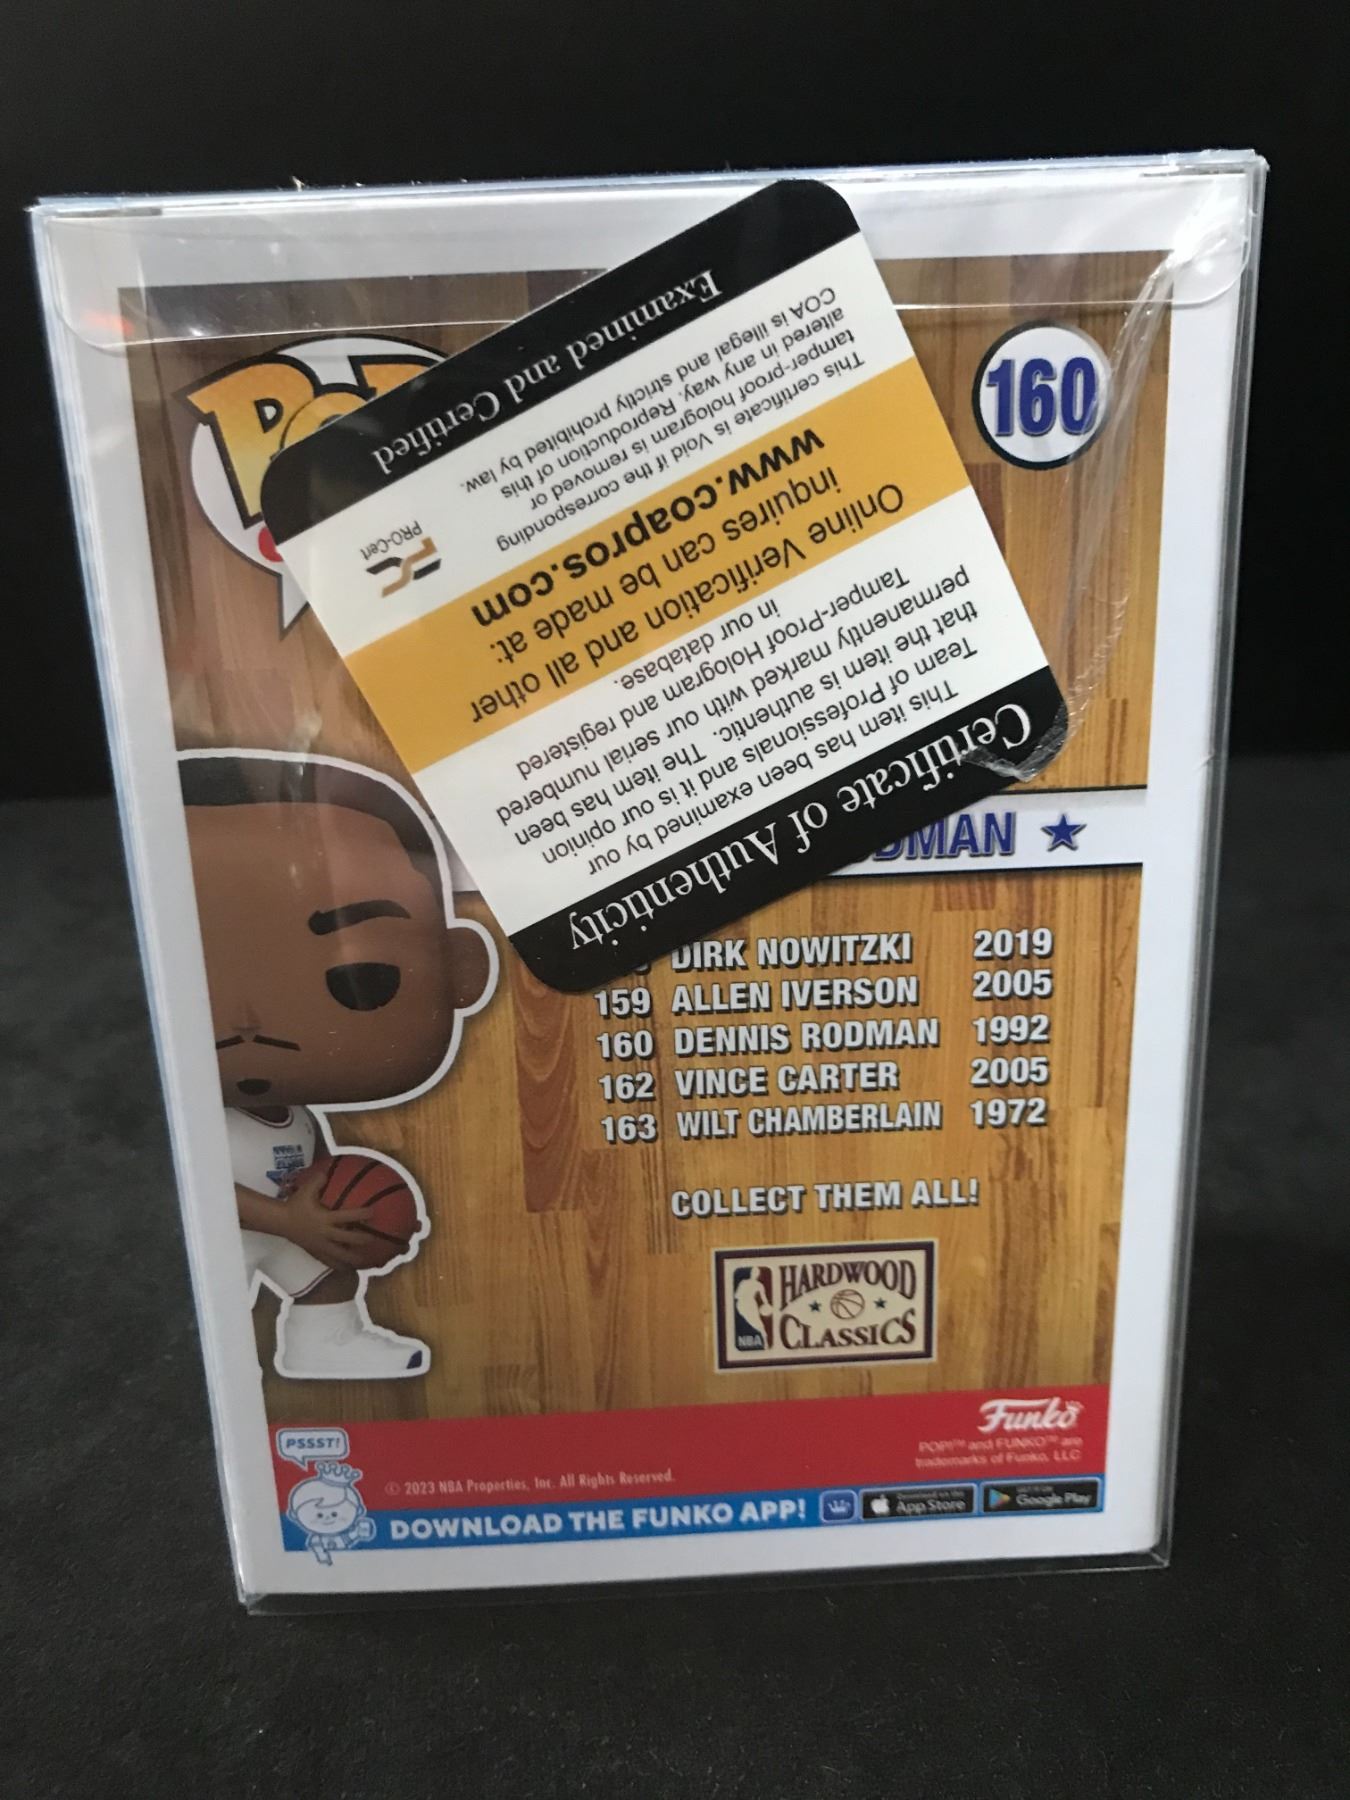 160
Certificate of Authenticity
This item has been examined by our
Team of Professionals and it is our opinion
that the item is authentic. The item has been
permanently marked with our serial numbered
Tamper-Proof Hologram and registered
in our database.
Online Verification and all other
inquires can be made at:
www.coapros.com
This certificate is Void if the corresponding
tamper-proof hologram is removed or
altered in any way. Reproduction of this
COA is illegal and strictly prohibited by law.
PRO-Cert
Examined and Certified
DIRK NOWITZKI 2019
159 ALLEN IVERSON 2005
160 DENNIS RODMAN 1992
162 VINCE CARTER 2005
163 WILT CHAMBERLAIN 1972
COLLECT THEM ALL!
NBA
HARDWOOD
CLASSICS
Funko
POP!™ and FUNKO™ are
trademarks of Funko, LLC
PSSST!
© 2023 NBA Properties, Inc. All Rights Reserved.
DOWNLOAD THE FUNKO APP!
Download on the
App Store
GET IT ON
Google Play